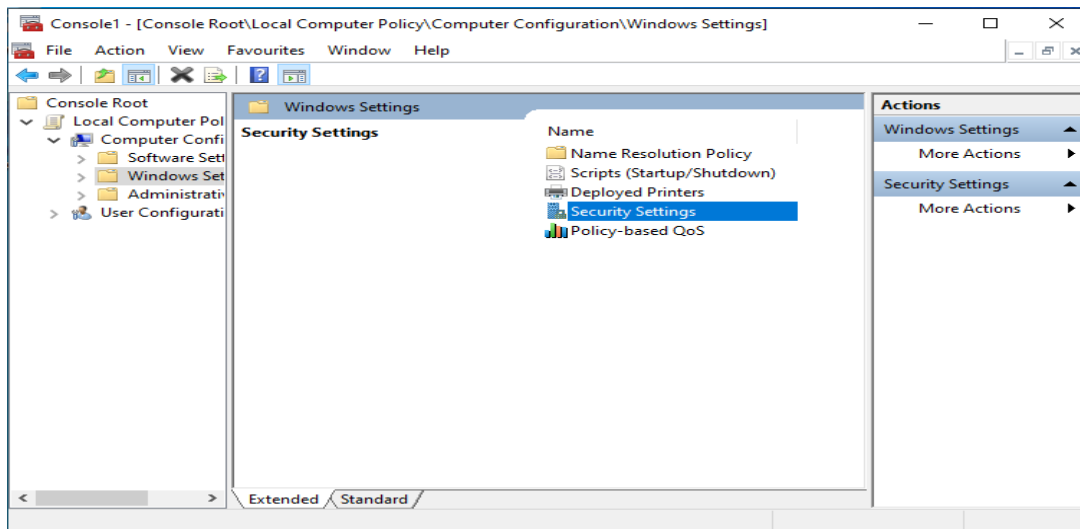 Console1 - [Console Root\Local Computer Policy\Computer Configuration\Windows Settings]
File Action View Favourites Window Help
Console Root
Local Computer Pol
Computer Confi
Software Sett
Windows Set
Administrativ
User Configurati
Windows Settings
Security Settings
Name
Name Resolution Policy
Scripts (Startup/Shutdown)
Deployed Printers
Security Settings
Policy-based QoS
Extended Standard
Actions
Windows Settings
More Actions
Security Settings
More Actions